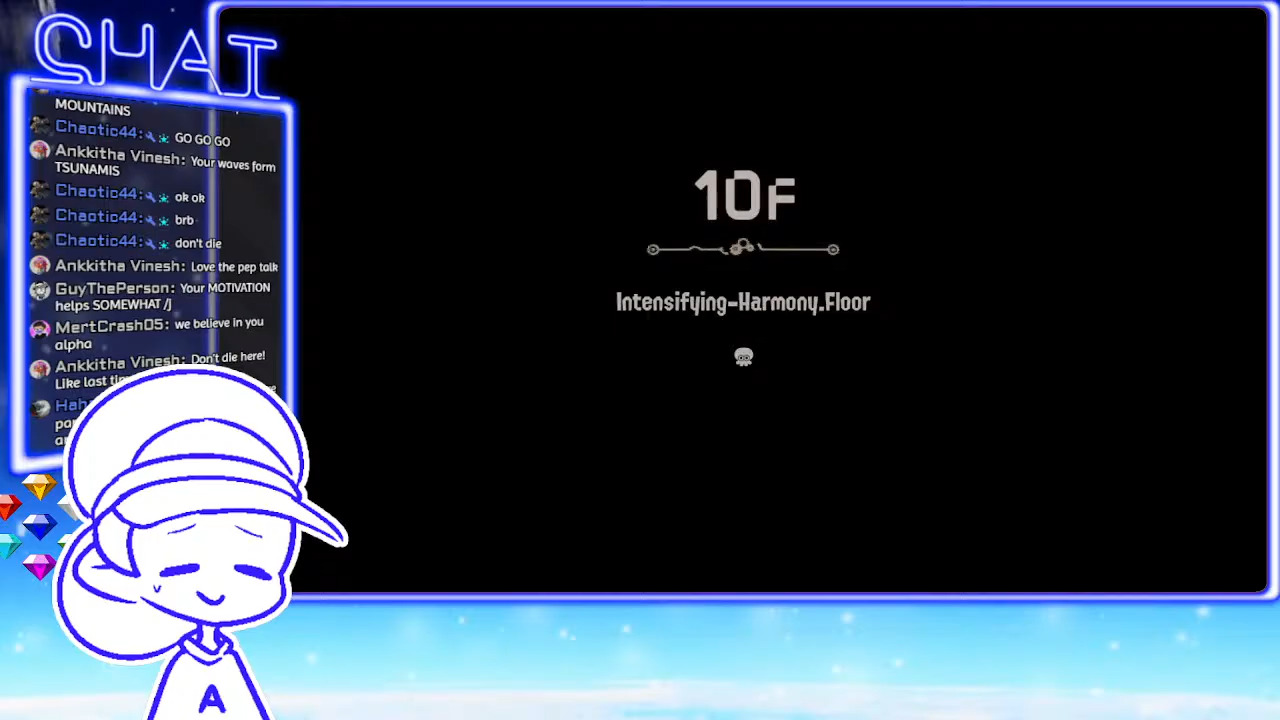 CHAT
MOUNTAINS
Chaotic44: GO GO GO
Ankkitha Vinesh: Your waves form
TSUNAMIS
Chaotic44: ok ok
Chaotic44: brb
Chaotic44: don't die
Ankkitha Vinesh: Love the pep talk
GuyThePerson: Your MOTIVATION
helps SOMEWHAT /J
MertCrash05: we believe in you
alpha
Ankkitha Vinesh: Don't die here!
Like last
10F
Intensifying-Harmony.Floor
A